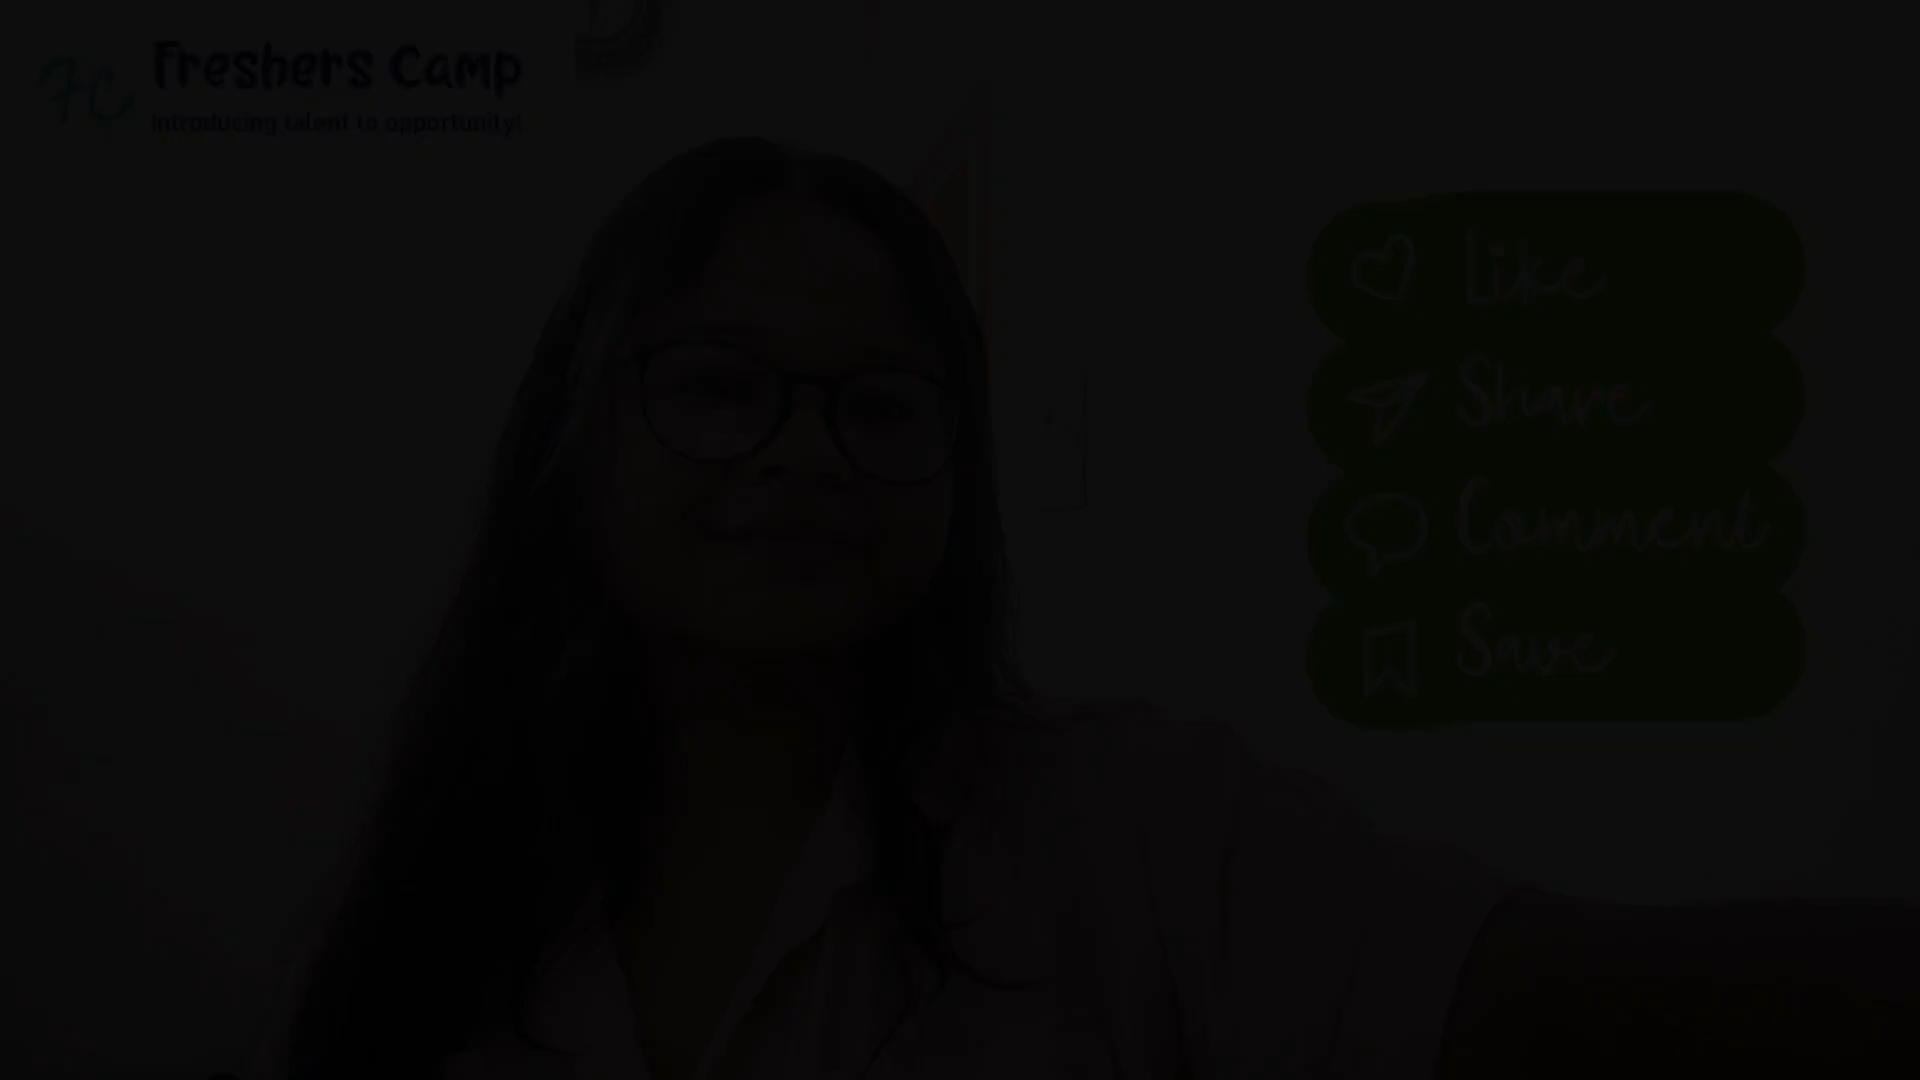 FC
Freshers Camp
Introducing talent to opportunity!
Like
Share
Comment
Save